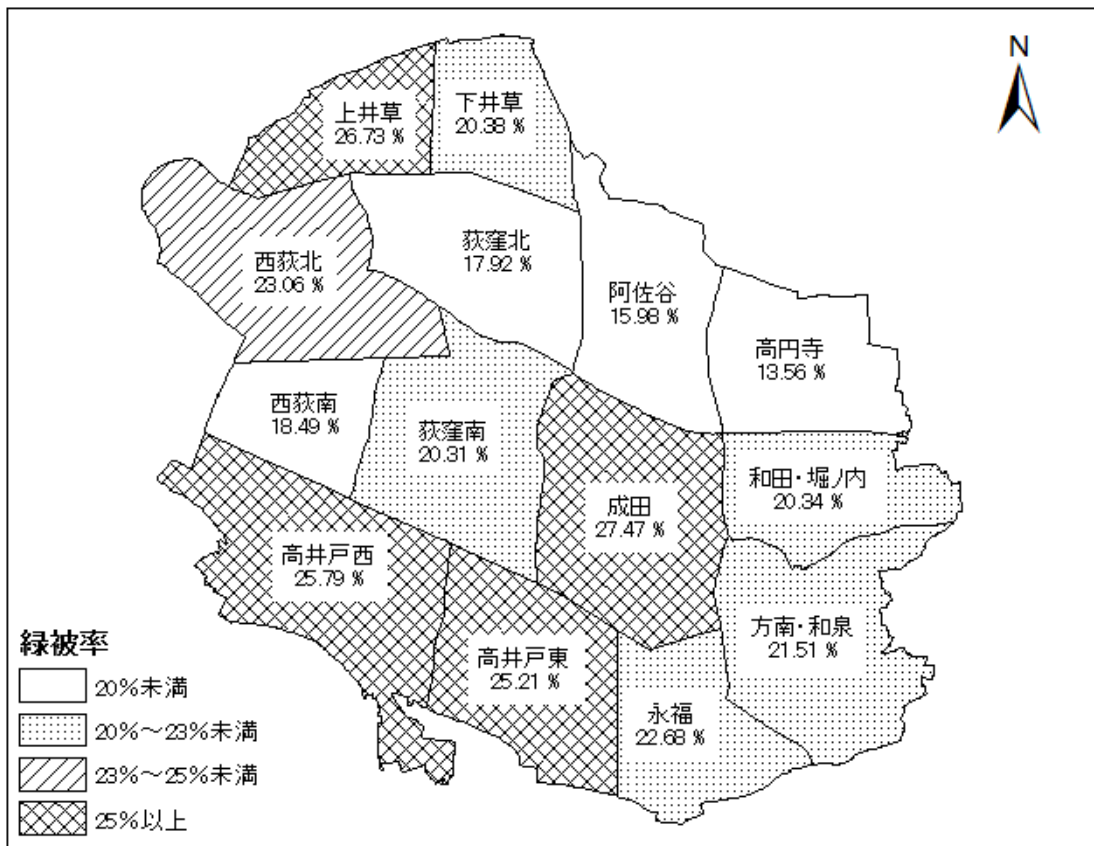 N
上井草
26.73 %
下井草
20.38 %
西荻北
23.06 %
荻窪北
17.92 %
阿佐谷
15.98 %
高円寺
13.56 %
西荻南
18.49 %
荻窪南
20.31 %
成田
27.47 %
和田・堀ノ内
20.34 %
高井戸西
25.79 %
高井戸東
25.21 %
方南・和泉
21.51 %
永福
22.68 %
緑被率
20%未満
20%～23%未満
23%～25%未満
25%以上